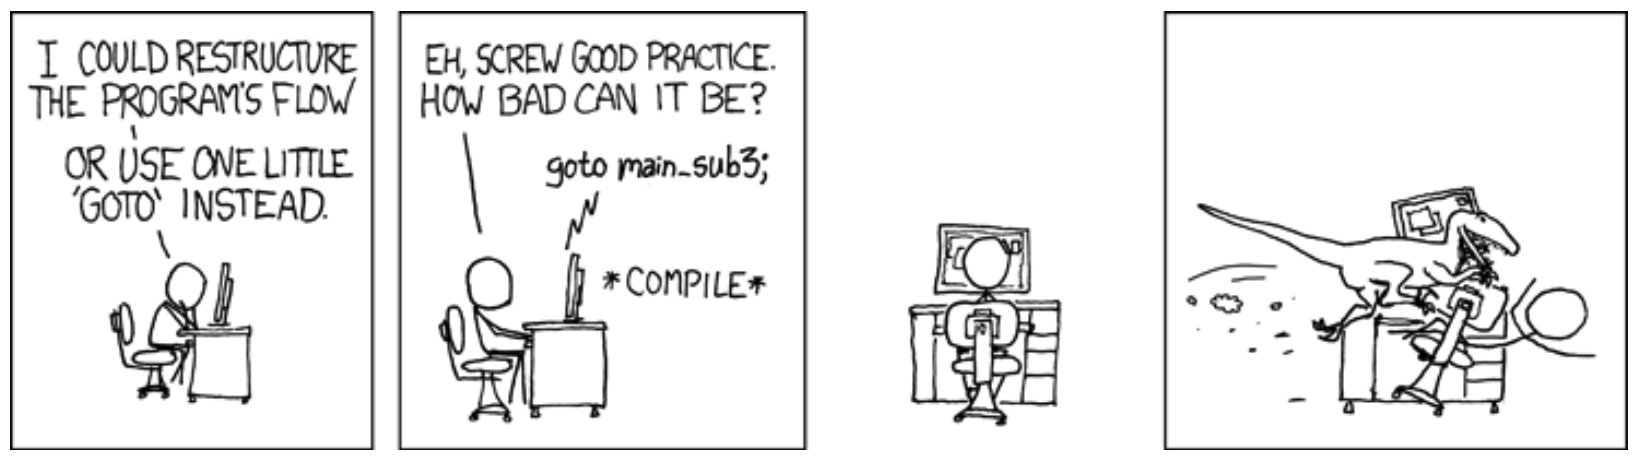 I COULD RESTRUCTURE
THE PROGRAM'S FLOW
OR USE ONE LITTLE
'GOTO' INSTEAD.
EH, SCREW GOOD PRACTICE.
HOW BAD CAN IT BE?
goto main_sub3;
*COMPILE*